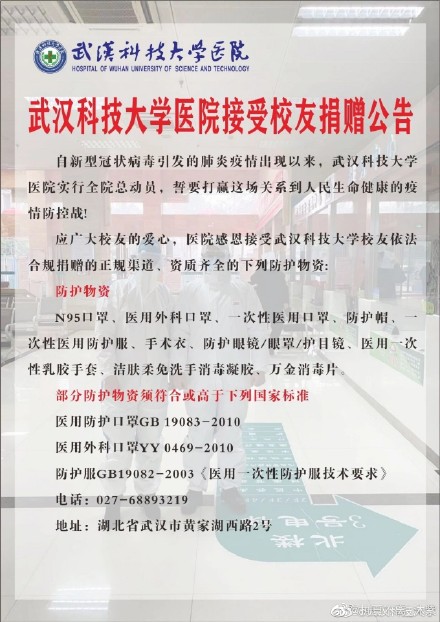 武汉科技大学医院
HOSPITAL OF WUHAN UNIVERSITY OF SCIENCE AND TECHNOLOGY
武汉科技大学医院接受校友捐赠公告
自新型冠状病毒引发的肺炎疫情出现以来，武汉科技大学
医院实行全院总动员，誓要打赢这场关系到人民生命健康的疫
情防控战!
应广大校友的爱心，医院感恩接受武汉科技大学校友依法
合规捐赠的正规渠道、资质齐全的下列防护物资:
防护物资
N95口罩、医用外科口罩、一次性医用口罩、防护帽、一
次性医用防护服、手术衣、防护眼镜/眼罩/护目镜、医用一次
性乳胶手套、洁肤柔免洗手消毒凝胶、万金消毒片。
部分防护物资须符合或高于下列国家标准
医用防护口罩GB 19083-2010
医用外科口罩YY 0469-2010
防护服GB19082-2003《医用一次性防护服技术要求》
电话: 027-68893219
地址: 湖北省武汉市黄家湖西路2号
3号电梯
北楼